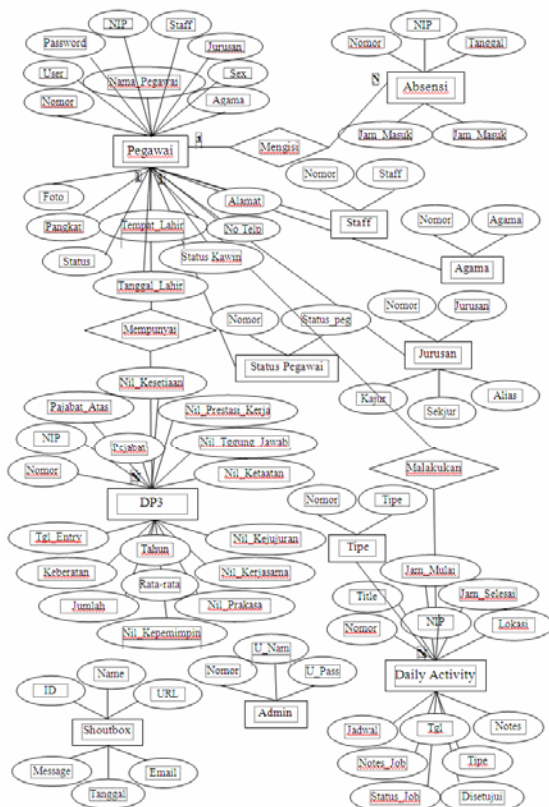 NIP
Staff
Password
Jurusan
User
Nama_Pegawai
Sex
Nomor
Agama
Pegawai
NIP
Nomor
Tanggal
N
Absensi
Jam_Masuk
Jam_Masuk
Mengisi
Nomor
Staff
Staff
Foto
Alamat
Pangkat
Tempat_Lahir
No Telp
Status
Status Kawin
Nomor
Agama
Agama
Tanggal_Lahir
Mempunyai
Nomor
Status_peg
Status Pegawai
Nomor
Jurusan
Jurusan
Kajur
Sekjur
Alias
Nil_Kesetiaan
Pajabat_Atas
Nil_Prestasi_Kerja
NIP
Pejabat
Nil_Tggung_Jawab
Nomor
Nil_Ketaatan
N
DP3
Malakukan
Nomor
Tipe
Tipe
Tgl_Entry
Tahun
Nil_Kejujuran
Keberatan
Rata-rata
Nil_Kerjasama
Jumlah
Nil_Prakasa
Nil_Kepemimpin
Jam_Mulai
Title
Jam_Selesai
Nomor
NIP
Lokasi
N
Daily Activity
U_Nam
Nomor
U_Pass
Admin
Name
ID
URL
Shoutbox
Message
Email
Tanggal
Jadwal
Tgl
Notes
Notes_Job
Tipe
Status_Job
Disetujui